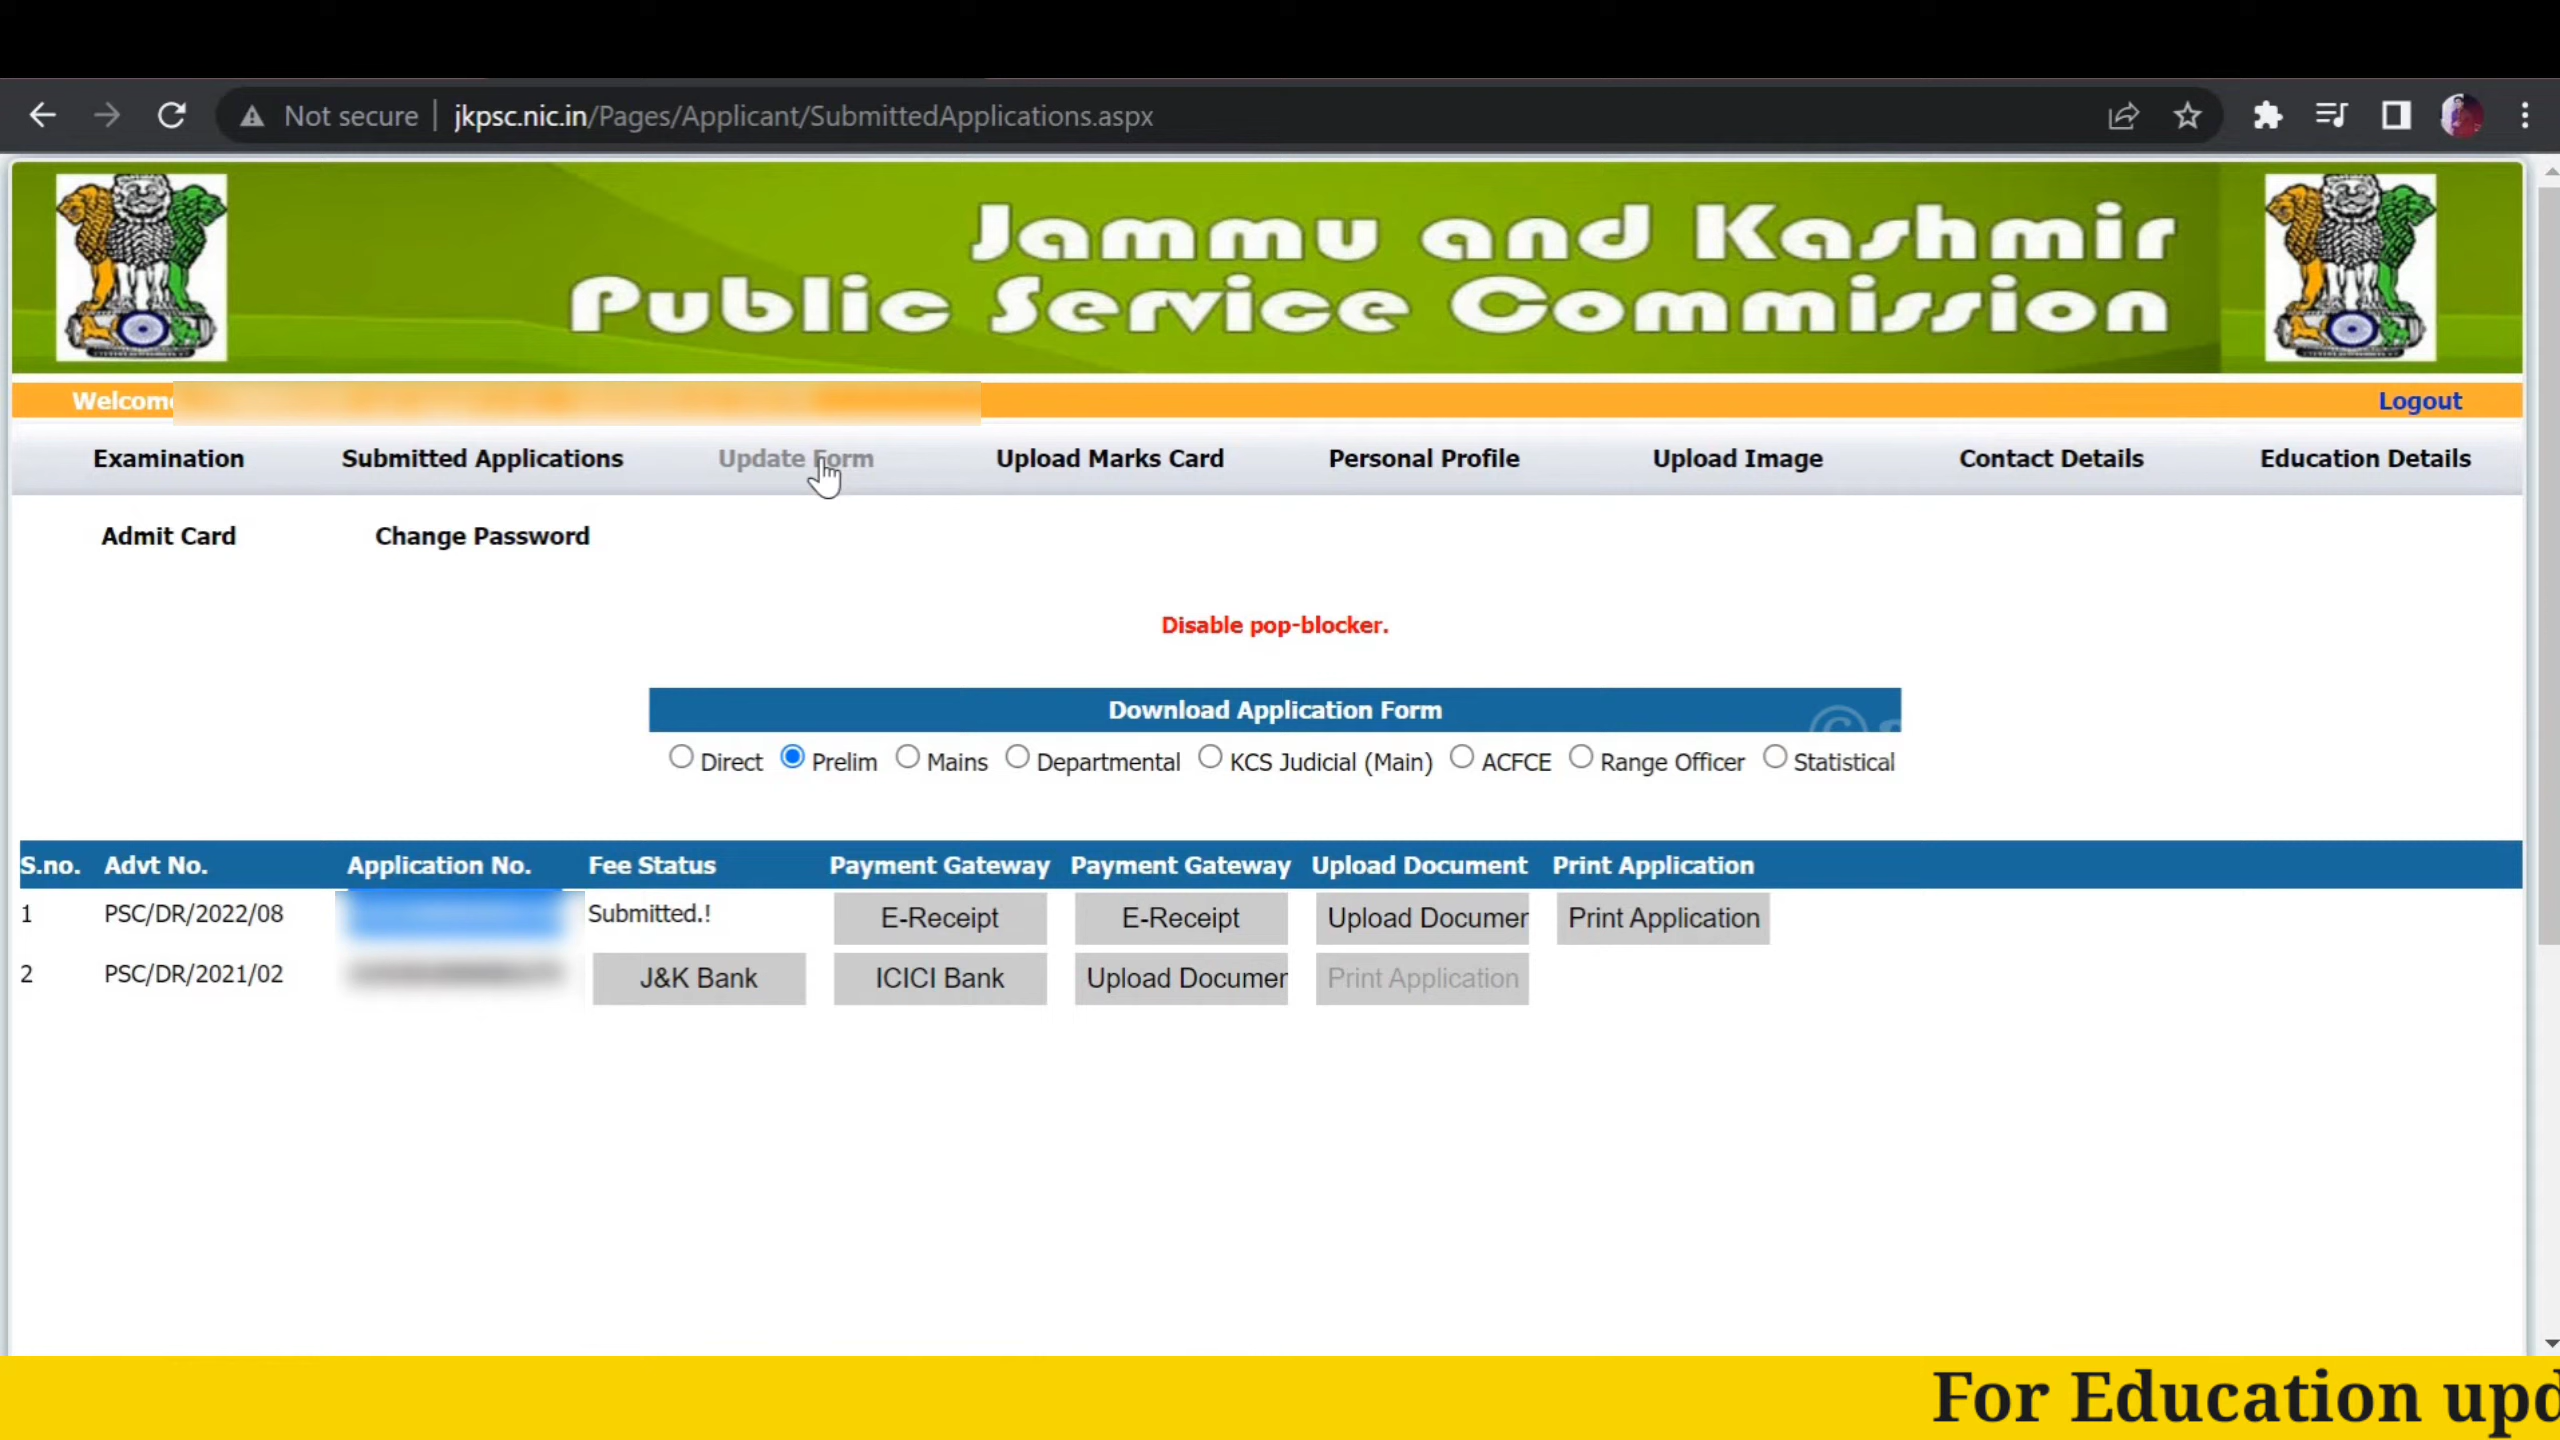 Not secure | jkpsc.nic.in/Pages/Applicant/SubmittedApplications.aspx
Jammu and Kashmir
Public Service Commission
Welcome
Logout
Examination Submitted Applications Update Form Upload Marks Card Personal Profile Upload Image Contact Details Education Details
Admit Card Change Password
Disable pop-blocker.
Download Application Form
Direct Prelim Mains Departmental KCS Judicial (Main) ACFCE Range Officer Statistical
S.no. Advt No. Application No. Fee Status Payment Gateway Payment Gateway Upload Document Print Application
1 PSC/DR/2022/08 Submitted.! E-Receipt E-Receipt Upload Documer Print Application
2 PSC/DR/2021/02 J&K Bank ICICI Bank Upload Documer Print Application
For Education upd